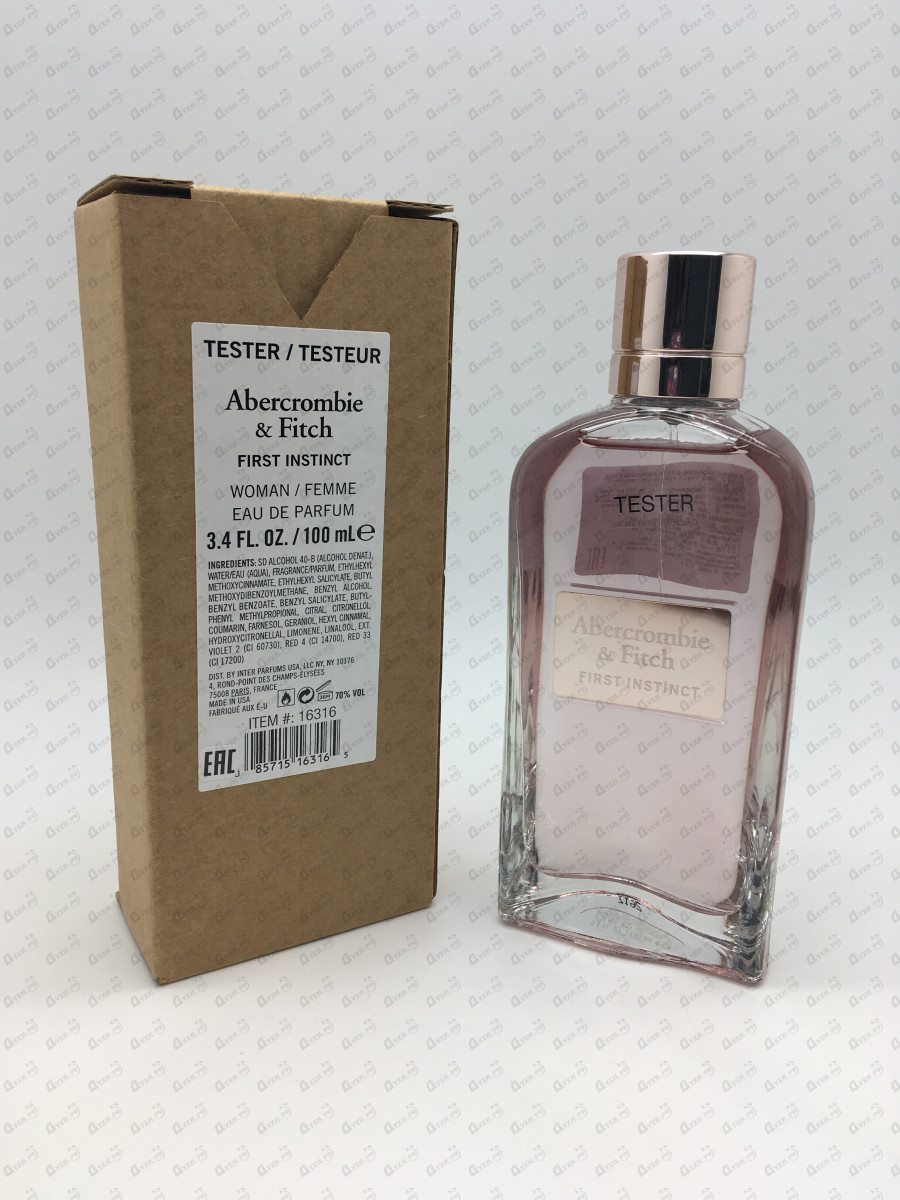 TESTER / TESTEUR
Abercrombie
& Fitch
FIRST INSTINCT
WOMAN / FEMME
EAU DE PARFUM
3.4 FL. OZ. / 100 mL℮
INGREDIENTS: SD ALCOHOL 40-B (ALCOHOL DENAT.),
WATER/EAU (AQUA), FRAGRANCE/PARFUM, ETHYLHEXYL
METHOXYCINNAMATE, ETHYLHEXYL SALICYLATE, BUTYL
METHOXYDIBENZOYLMETHANE, BENZYL ALCOHOL,
BENZYL BENZOATE, BENZYL SALICYLATE, BUTYL-
PHENYL METHYLPROPIONAL, CITRAL, CITRONELLOL,
COUMARIN, FARNESOL, GERANIOL, HEXYL CINNAMAL,
HYDROXYCITRONELLAL, LIMONENE, LINALOOL, EXT.
VIOLET 2 (CI 60730), RED 4 (CI 14700), RED 33
(CI 17200)
DIST. BY INTER PARFUMS USA, LLC NY, NY 10176
4, ROND-POINT DES CHAMPS-ÉLYSÉES
75008 PARIS, FRANCE
MADE IN USA
FABRIQUÉ AUX É-U
36M 70% VOL
ITEM #: 16316
EAC
J 85715 16316 5
TESTER
Abercrombie
& Fitch
FIRST INSTINCT